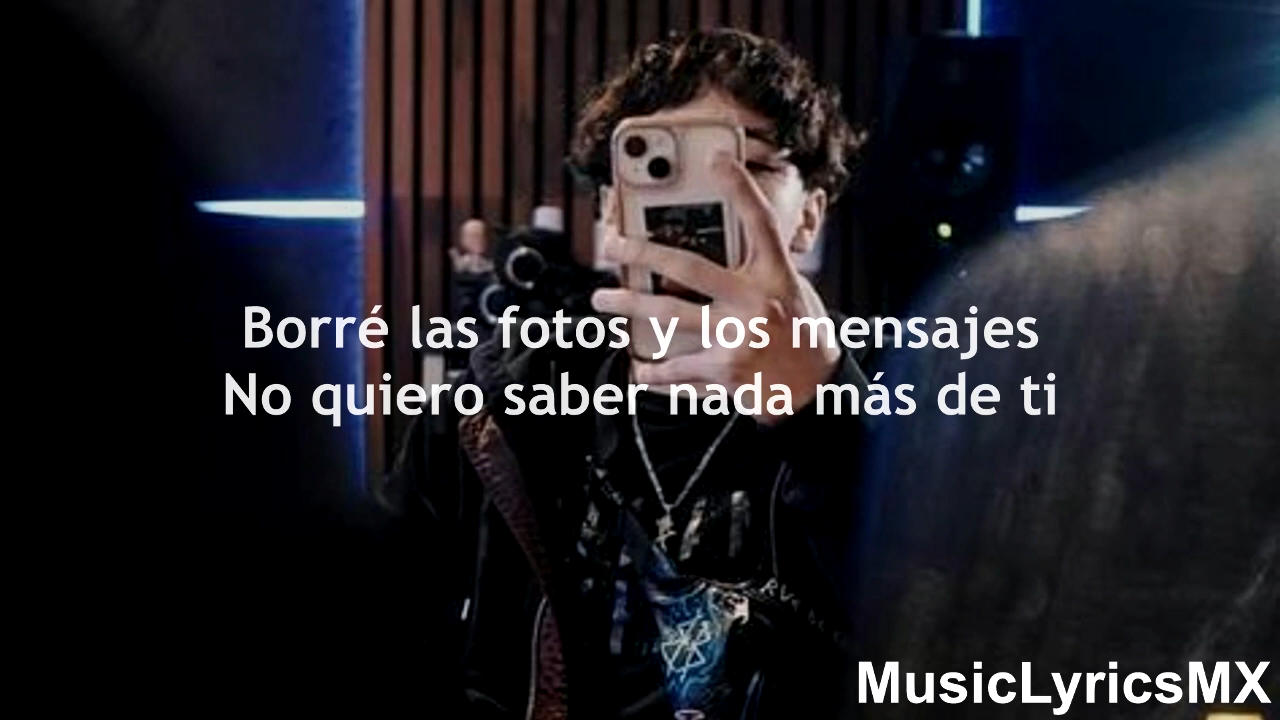 Borré las fotos y los mensajes
No quiero saber nada más de ti
MusicLyricsMX